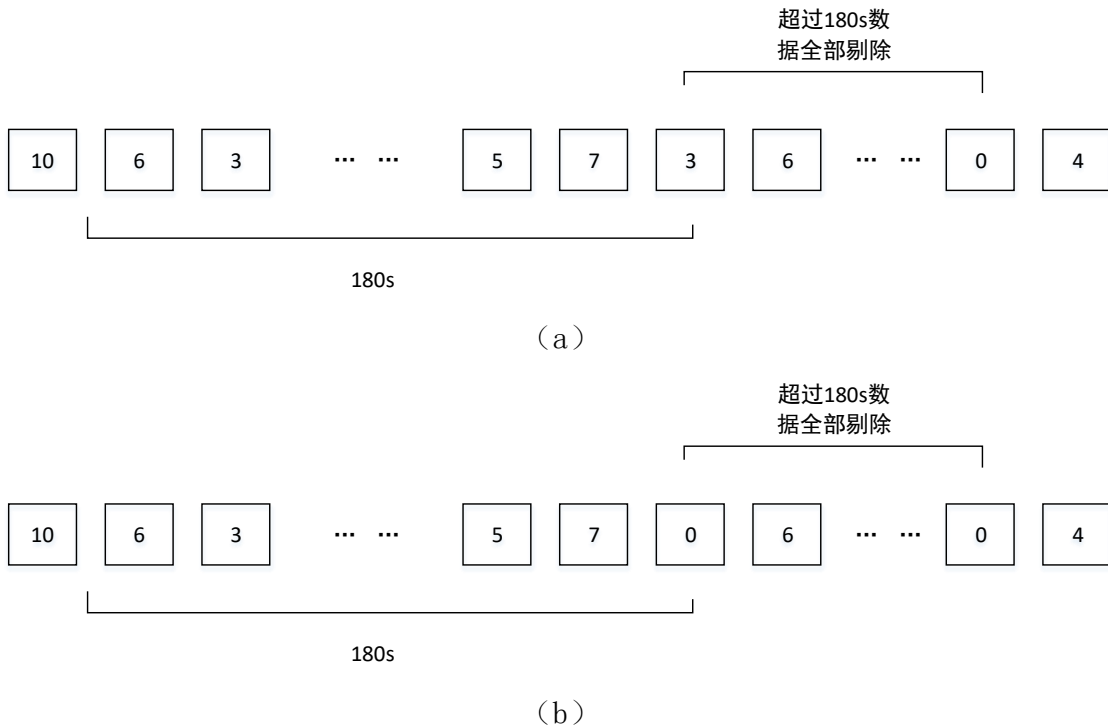 超过180s数
据全部剔除
10 6 3 … … 5 7 3 6 … … 0 4
180s
（a）
超过180s数
据全部剔除
10 6 3 … … 5 7 0 6 … … 0 4
180s
（b）